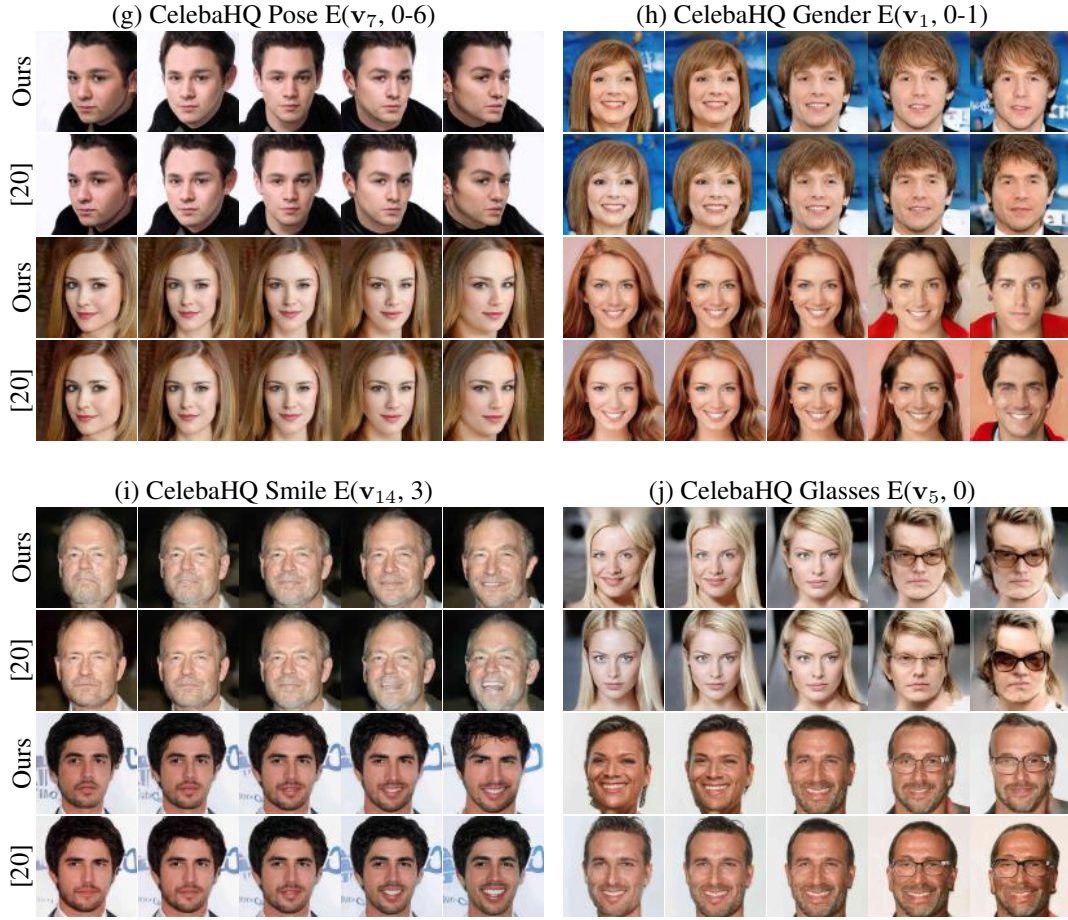 (g) CelebaHQ Pose E(v₇, 0-6)
Ours
[20]
Ours
[20]
(h) CelebaHQ Gender E(v₁, 0-1)
(i) CelebaHQ Smile E(v₁₄, 3)
Ours
[20]
Ours
[20]
(j) CelebaHQ Glasses E(v₅, 0)